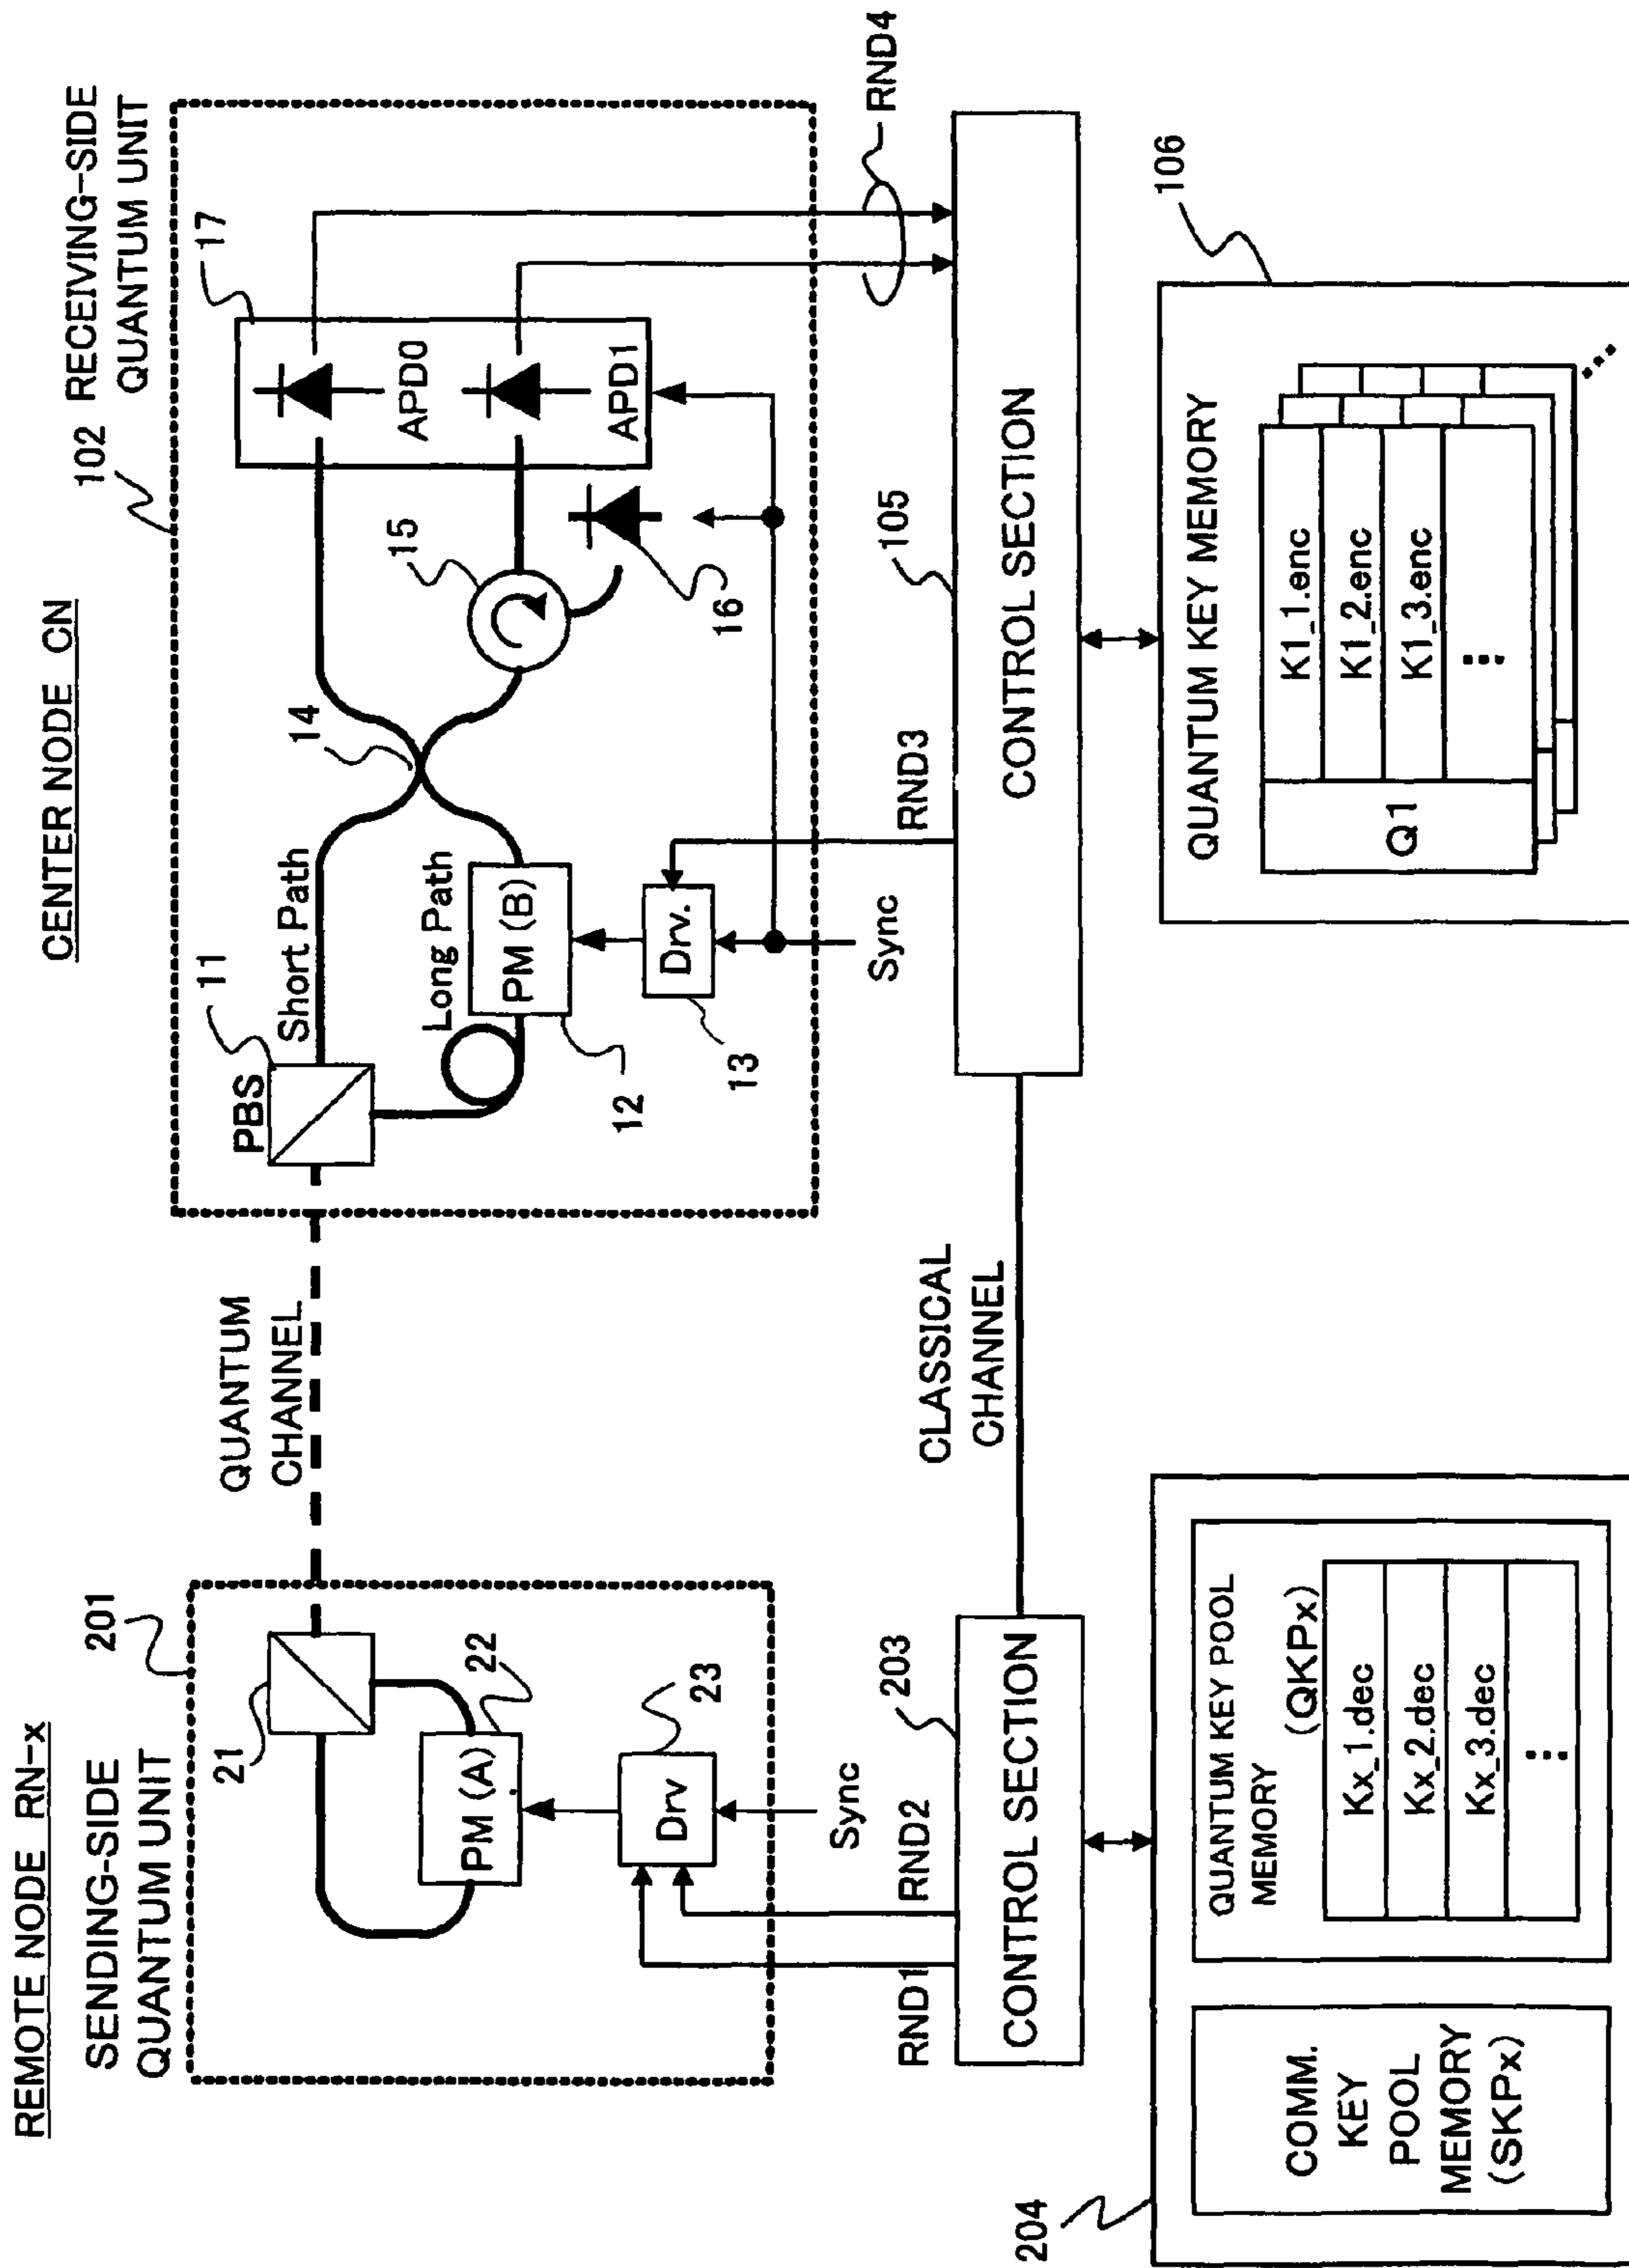 REMOTE NODE RN-x
SENDING-SIDE
QUANTUM UNIT
201
21
PM (A)
22
Drv
23
Sync
RND1
RND2
CONTROL SECTION
203
204
COMM.
KEY
POOL
MEMORY
(SKPx)
QUANTUM KEY POOL
MEMORY
(QKPx)
Kx_1.dec
Kx_2.dec
Kx_3.dec
...
QUANTUM
CHANNEL
CLASSICAL
CHANNEL
CENTER NODE CN
102 RECEIVING-SIDE
QUANTUM UNIT
PBS
11
Short Path
Long Path
PM (B)
12
Drv.
13
14
15
16
17
APD0
APD1
Sync
RND3
RND4
105
CONTROL SECTION
106
QUANTUM KEY MEMORY
Q1
K1_1.enc
K1_2.enc
K1_3.enc
...
...